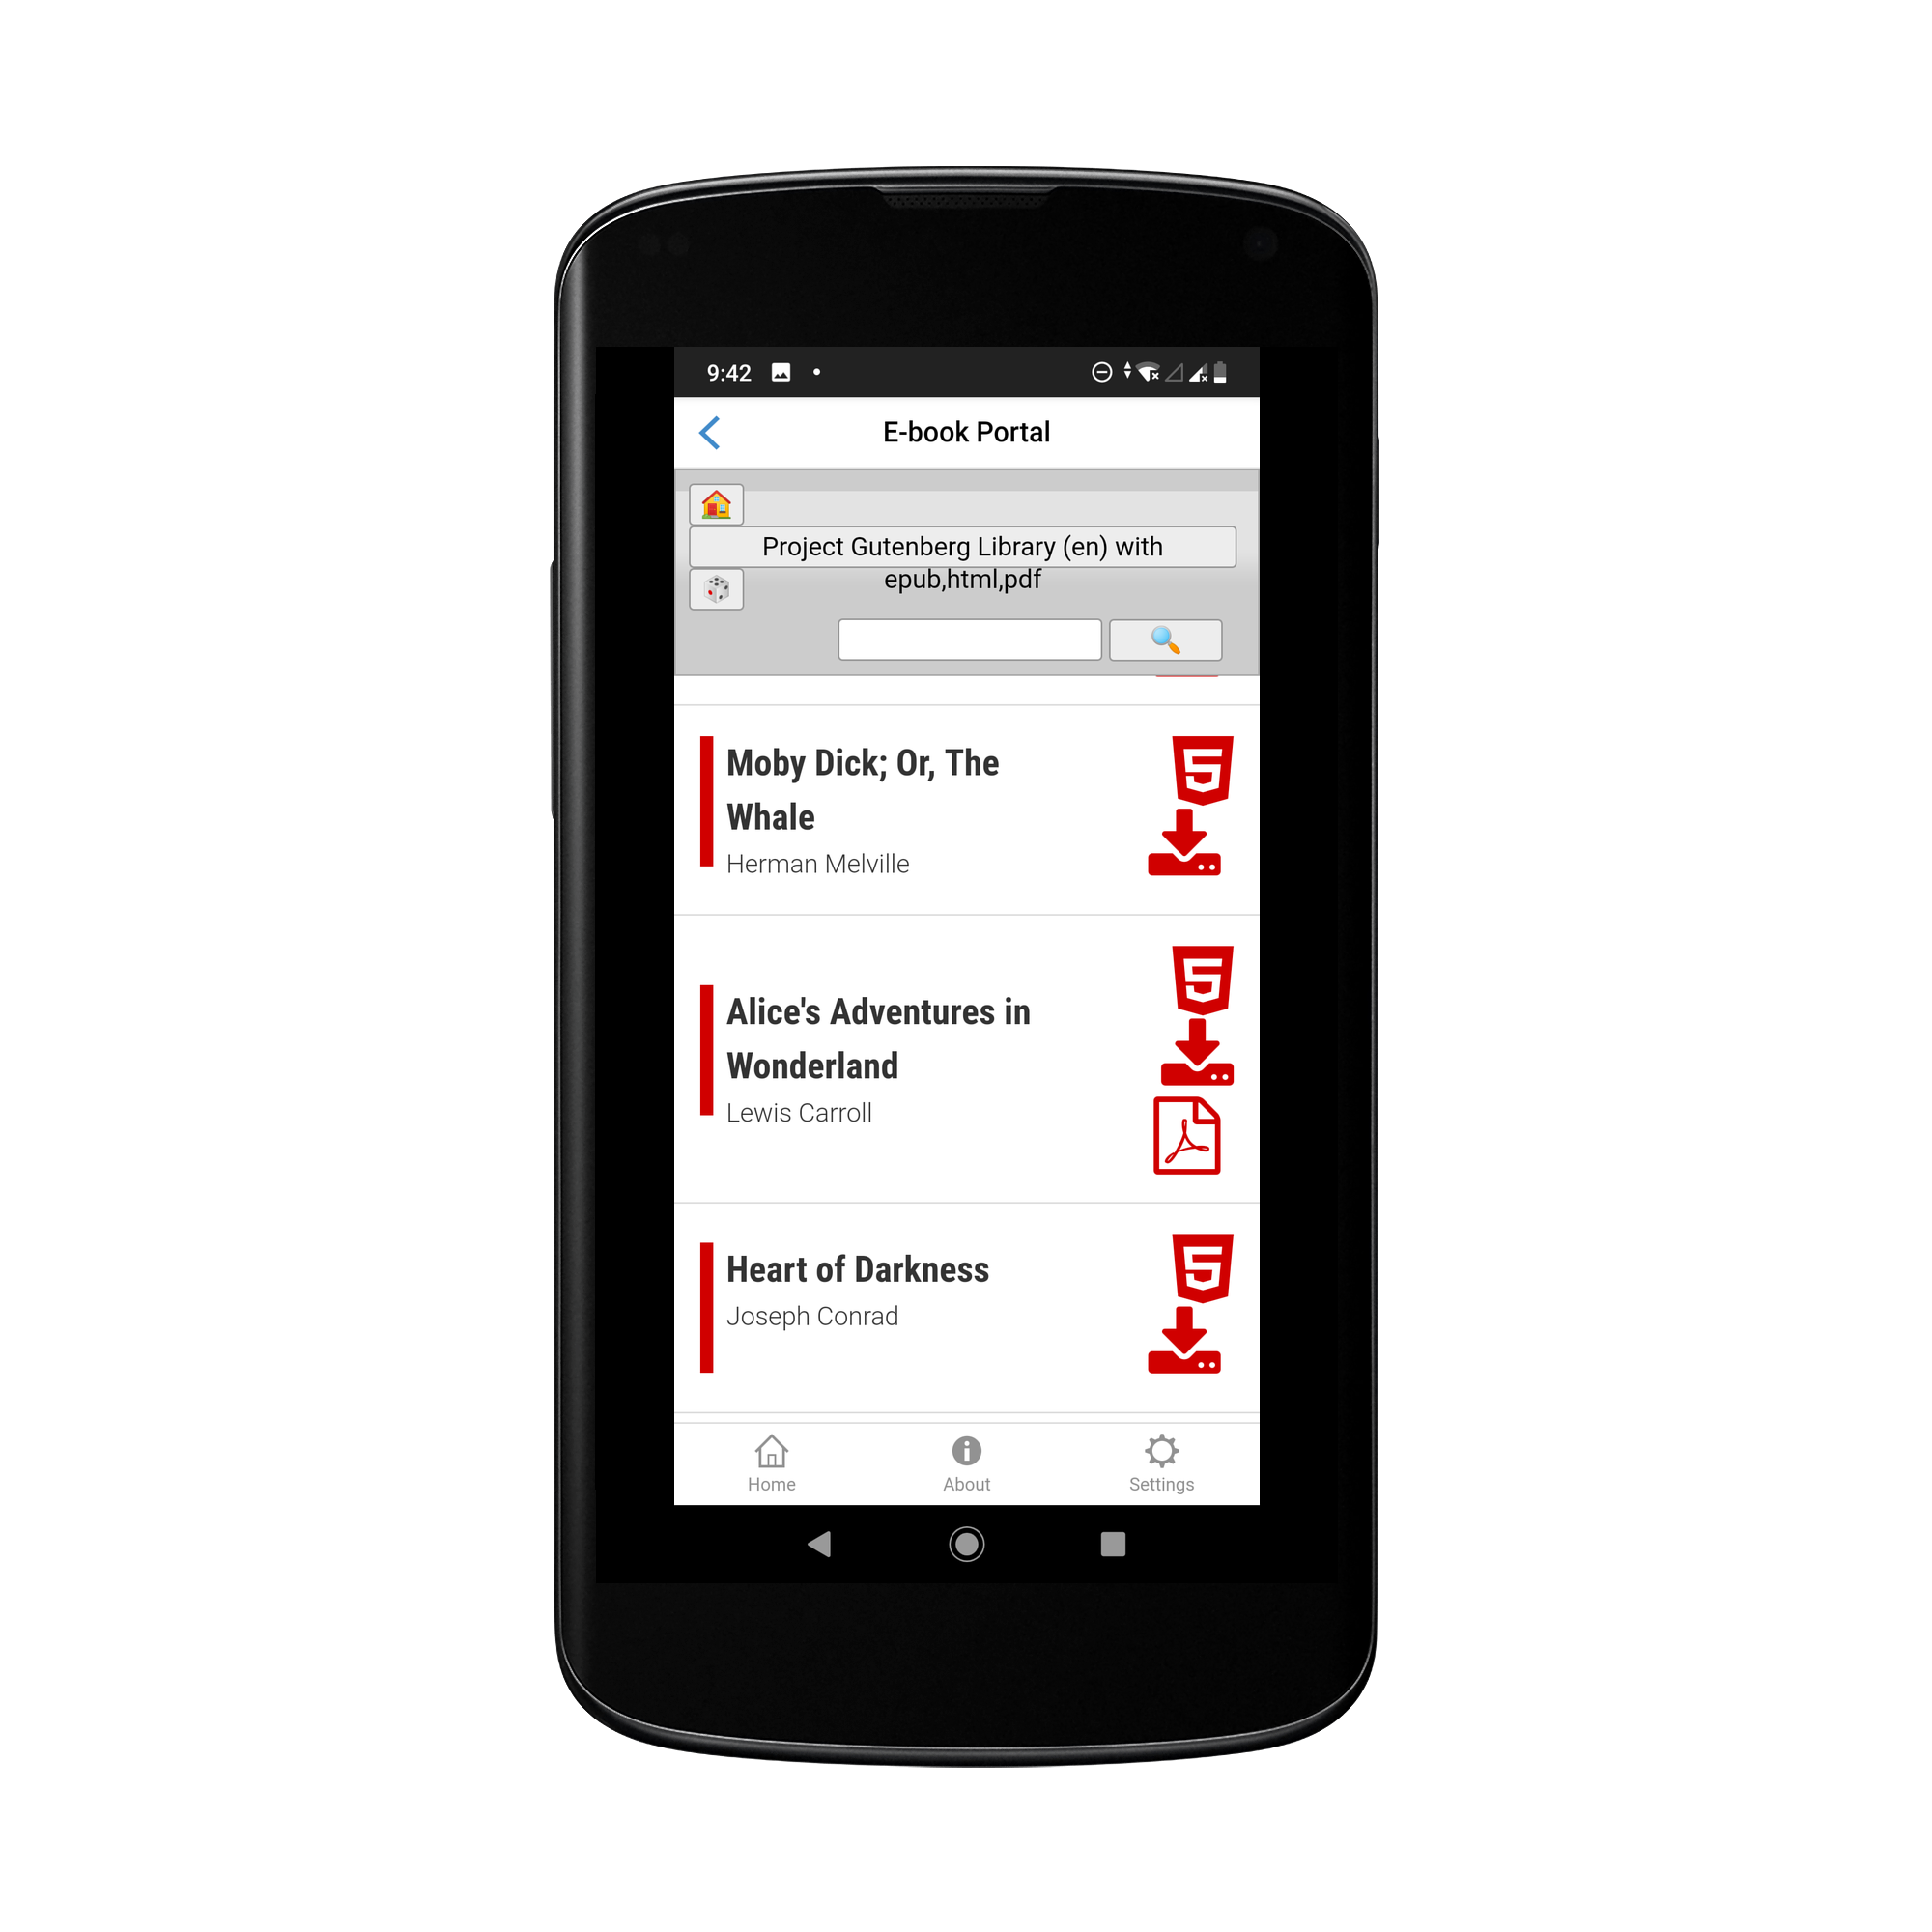 9:42
E-book Portal
Project Gutenberg Library (en) with
epub,html,pdf
Moby Dick; Or, The
Whale
Herman Melville
Alice's Adventures in
Wonderland
Lewis Carroll
Heart of Darkness
Joseph Conrad
Home
About
Settings